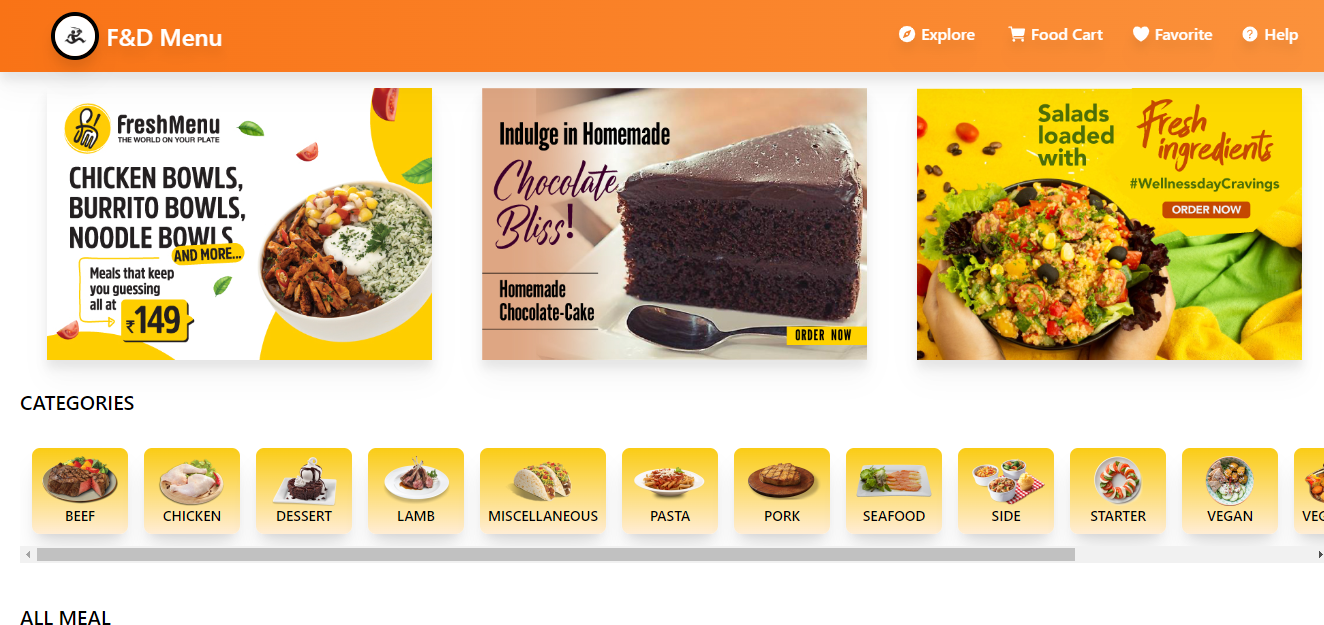 F&D Menu
Explore
Food Cart
Favorite
Help
FreshMenu
THE WORLD ON YOUR PLATE
CHICKEN BOWLS,
BURRITO BOWLS,
NOODLE BOWLS
AND MORE...
Meals that keep
you guessing
all at
₹149
Indulge in Homemade
Chocolate
Bliss!
Homemade
Chocolate-Cake
ORDER NOW
Salads
loaded
with
Fresh
ingredients
#WellnessdayCravings
ORDER NOW
CATEGORIES
BEEF
CHICKEN
DESSERT
LAMB
MISCELLANEOUS
PASTA
PORK
SEAFOOD
SIDE
STARTER
VEGAN
ALL MEAL